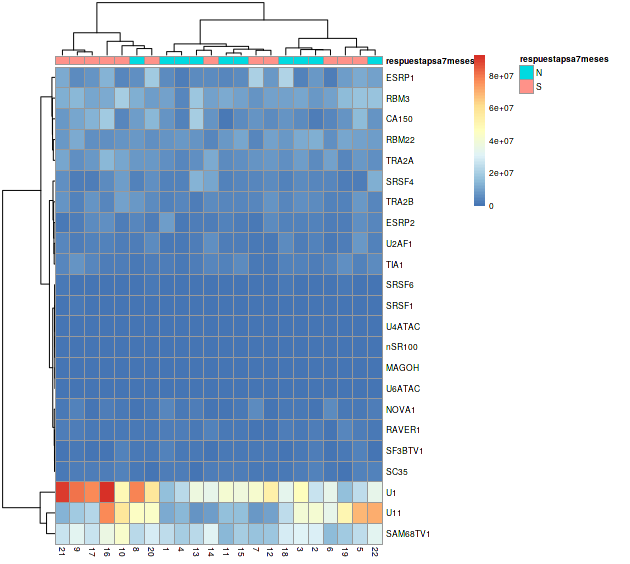 respuestapsa7meses
respuestapsa7meses
N
S
8e+07
6e+07
4e+07
2e+07
0
ESRP1
RBM3
CA150
RBM22
TRA2A
SRSF4
TRA2B
ESRP2
U2AF1
TIA1
SRSF6
SRSF1
U4ATAC
nSR100
MAGOH
U6ATAC
NOVA1
RAVER1
SF3BTV1
SC35
U1
U11
SAM68TV1
21 9 17 16 10 8 20 1 4 13 14 11 15 7 12 18 3 2 6 19 5 22